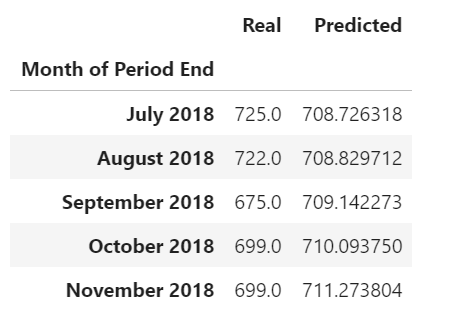 Real Predicted
Month of Period End
July 2018 725.0 708.726318
August 2018 722.0 708.829712
September 2018 675.0 709.142273
October 2018 699.0 710.093750
November 2018 699.0 711.273804